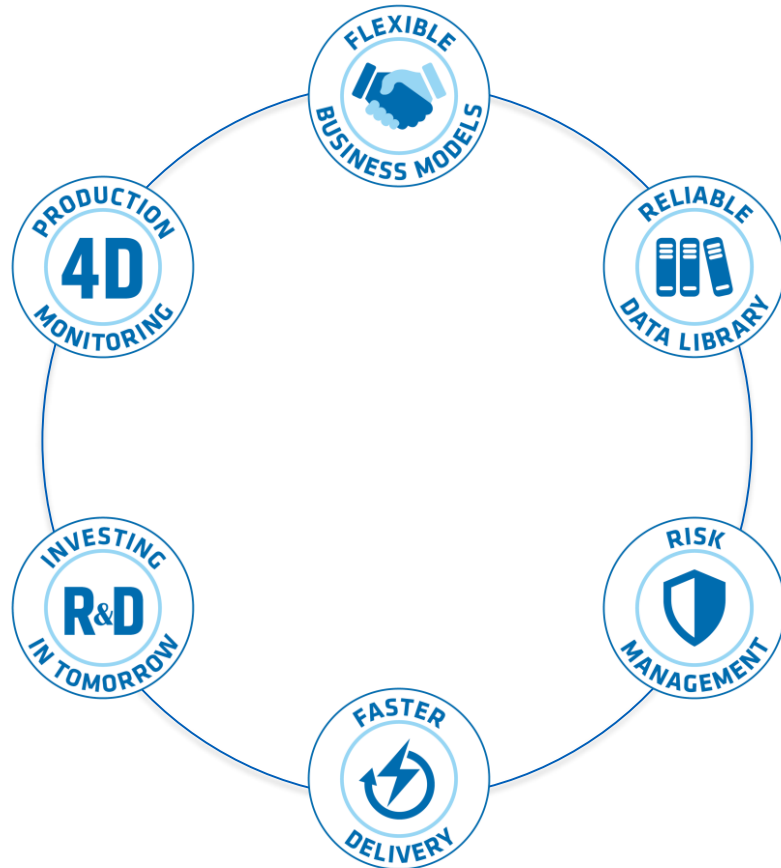 FLEXIBLE
BUSINESS MODELS
RELIABLE
DATA LIBRARY
RISK
MANAGEMENT
FASTER
DELIVERY
INVESTING
R&D
IN TOMORROW
PRODUCTION
4D
MONITORING